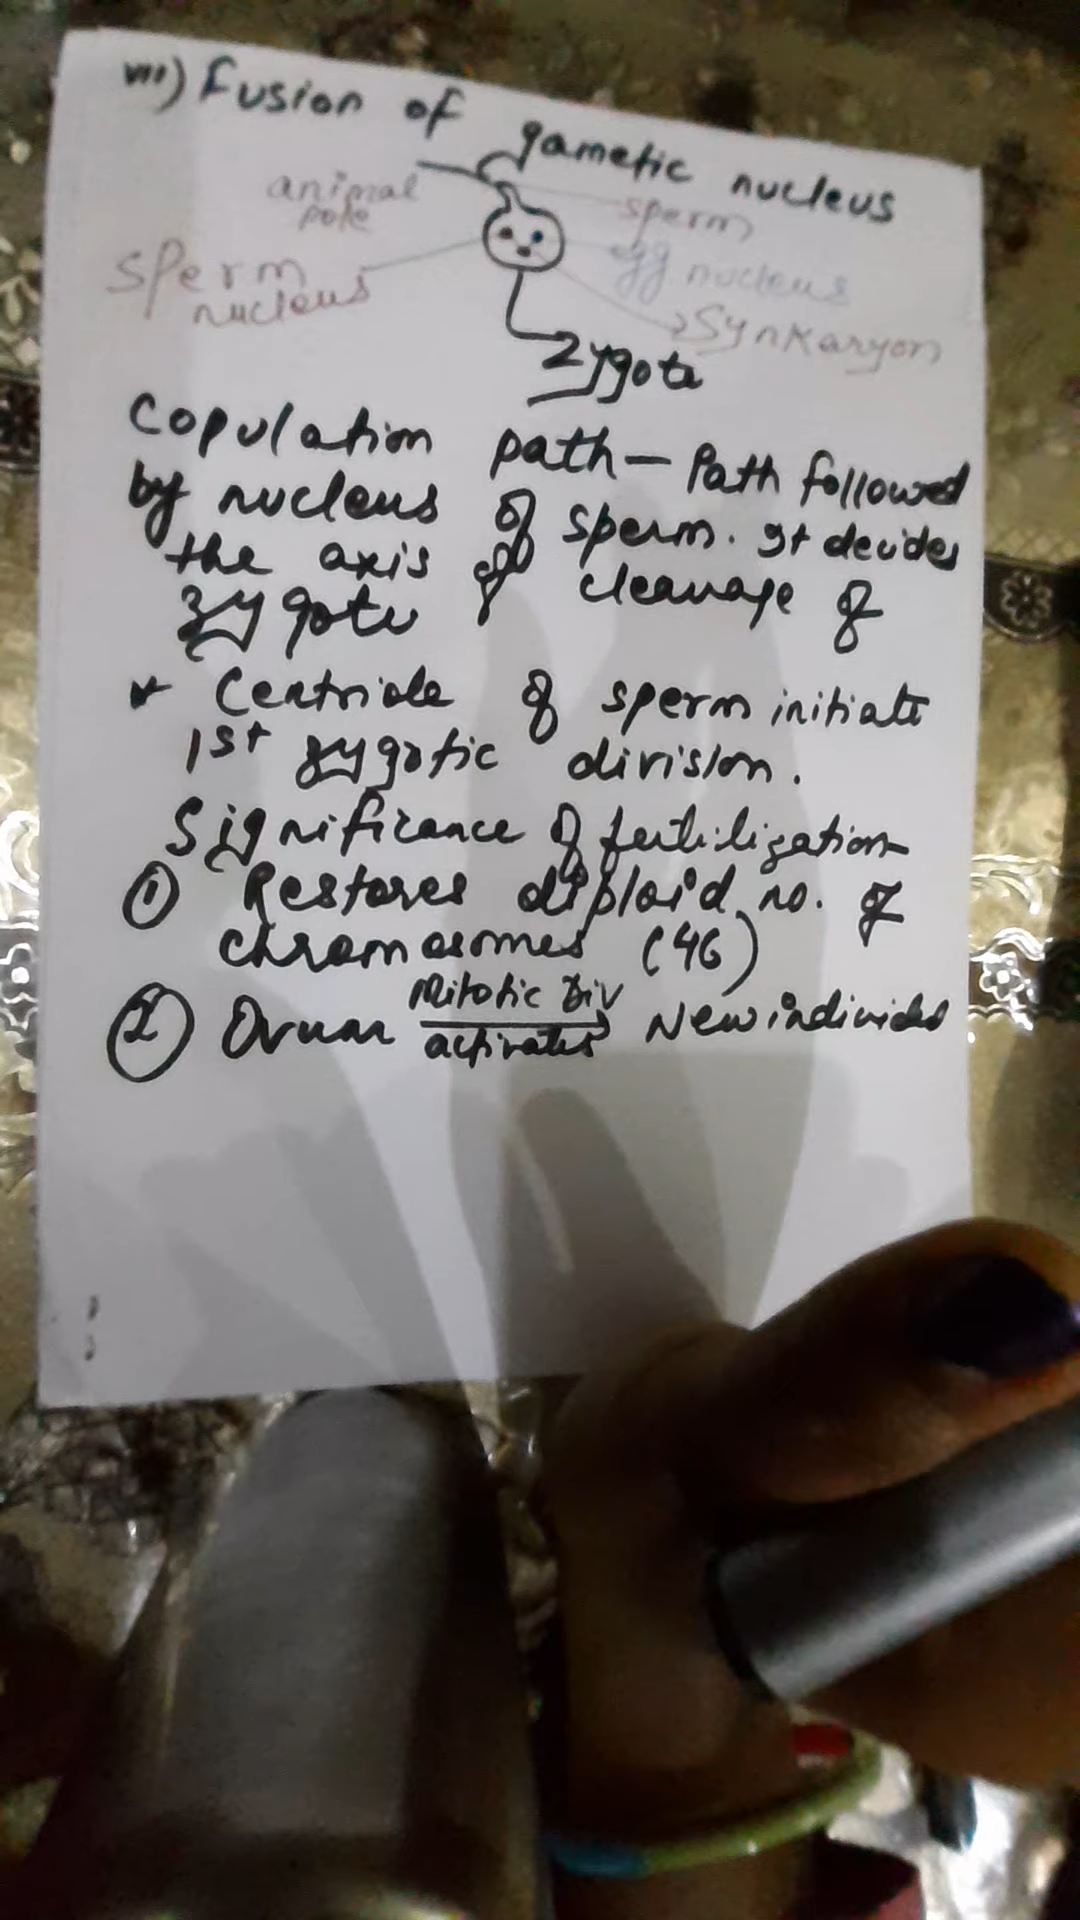 vii) Fusion of gametic nucleus
animal pole
sperm
sperm nucleus
egg nucleus
Synkaryon
Zygote
Copulation path – Path followed
by nucleus of sperm. It decides
the axis of cleavage of
zygote
* Centriole of sperm initiate
1st zygotic division.
Significance of fertilization
① Restores diploid no. of
chromosomes (46)
② Ovum Mitotic Div activates New individ